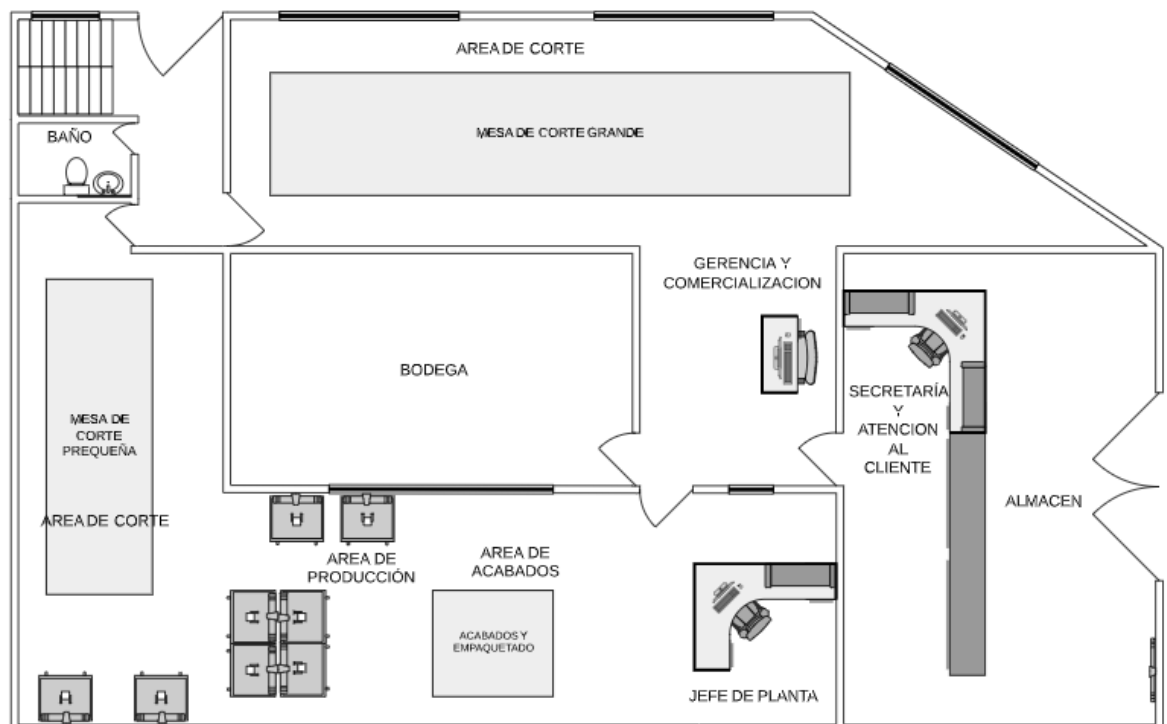 AREA DE CORTE
MESA DE CORTE GRANDE
BAÑO
GERENCIA Y
COMERCIALIZACION
BODEGA
MESA DE
CORTE
PREQUEÑA
AREA DE CORTE
SECRETARÍA
Y
ATENCION
AL
CLIENTE
ALMACEN
AREA DE
PRODUCCIÓN
AREA DE
ACABADOS
ACABADOS Y
EMPAQUETADO
JEFE DE PLANTA